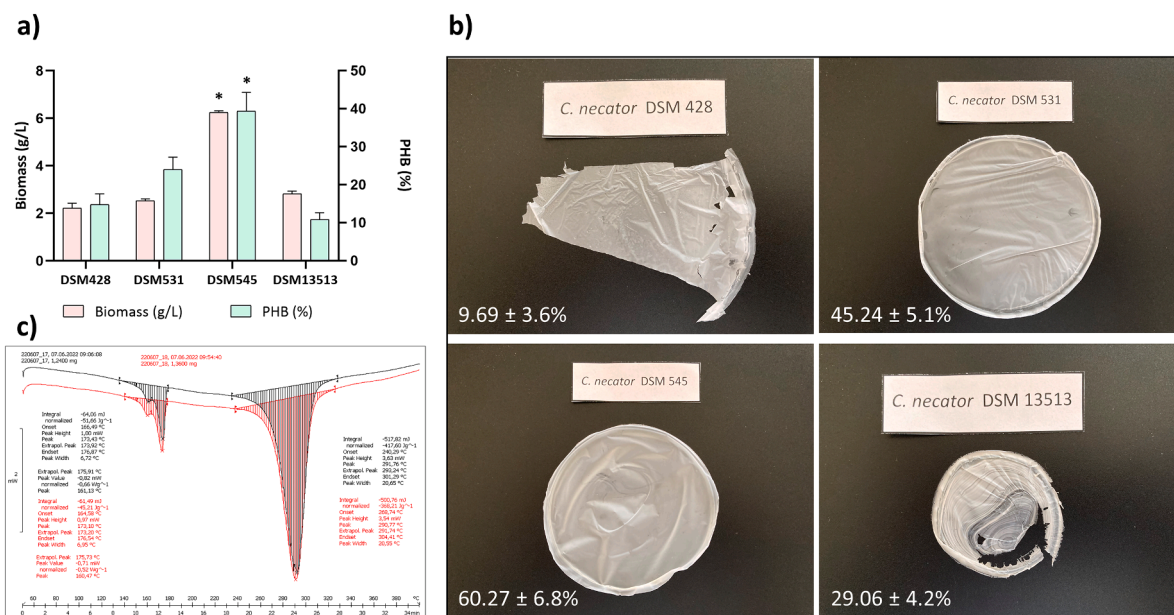 a)
8
6
4
2
0
Biomass (g/L)
50
40
30
20
10
0
PHB
(%)
*
*
DSM428
DSM531
DSM545
DSM13513
Biomass (g/L)
PHB (%)
b)
C. necator DSM 428
9.69 ± 3.6%
C. necator DSM 531
45.24 ± 5.1%
C. necator DSM 545
60.27 ± 6.8%
C. necator DSM 13513
29.06 ± 4.2%
c)
220607_17, 07.06.2022 09:06:08
220607_17, 1,2400 mg
220607_18, 07.06.2022 09:54:40
220607_18, 1,3600 mg
Integral -64,06 mJ
normalized -51,66 Jg^-1
Onset 166,49 °C
Peak Height 1,00 mW
Peak 173,43 °C
Extrapol. Peak 173,92 °C
Endset 176,87 °C
Peak Width 6,72 °C
Extrapol. Peak 175,91 °C
Peak Value -0,82 mW
normalized -0,66 Wg^-1
Peak 161,13 °C
Integral -61,49 mJ
normalized -45,21 Jg^-1
Onset 164,58 °C
Peak Height 0,97 mW
Peak 173,10 °C
Extrapol. Peak 173,20 °C
Endset 176,54 °C
Peak Width 6,95 °C
Extrapol. Peak 175,73 °C
Peak Value -0,71 mW
normalized -0,52 Wg^-1
Peak 160,47 °C
Integral -517,82 mJ
normalized -417,60 Jg^-1
Onset 240,29 °C
Peak Height 3,63 mW
Peak 291,76 °C
Extrapol. Peak 293,24 °C
Endset 301,29 °C
Peak Width 20,65 °C
Integral -500,76 mJ
normalized -368,21 Jg^-1
Onset 268,74 °C
Peak Height 3,54 mW
Peak 290,77 °C
Extrapol. Peak 291,74 °C
Endset 304,41 °C
Peak Width 20,55 °C
2
mW
60 80 100 120 140 160 180 200 220 240 260 280 300 320 340 360 380 °C
0 2 4 6 8 10 12 14 16 18 20 22 24 26 28 30 32 34 min